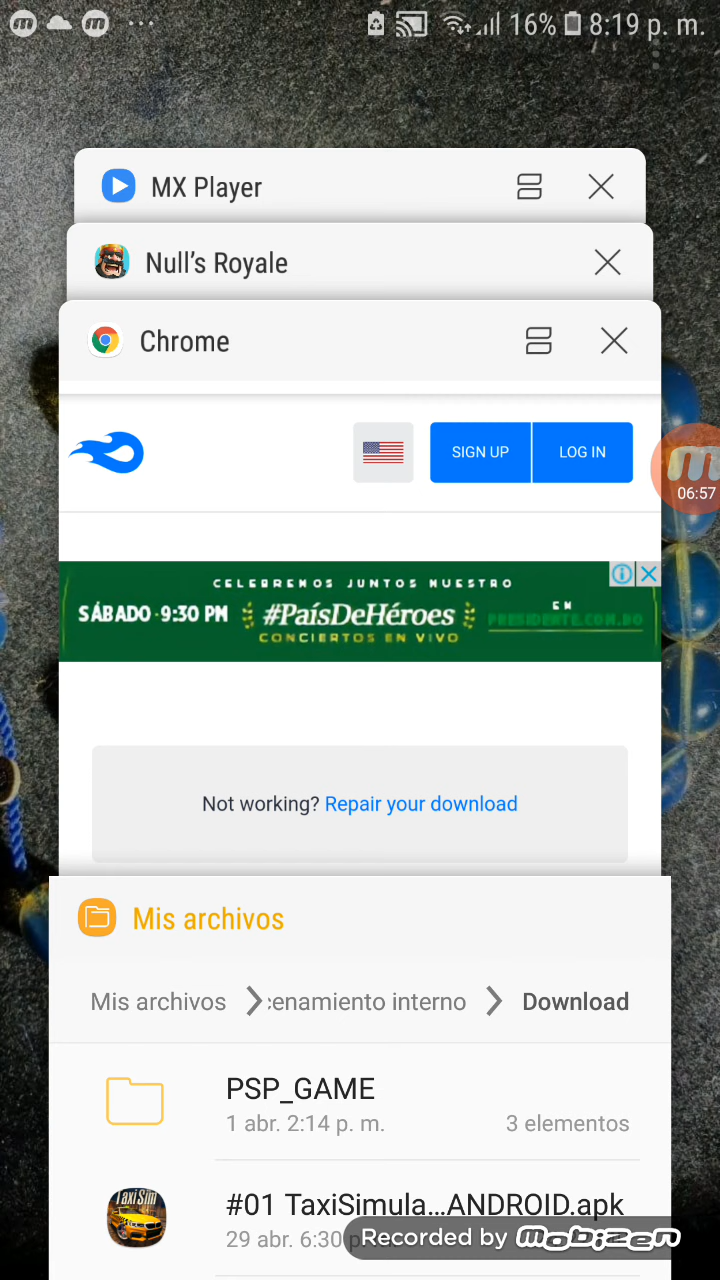 16% 8:19 p. m.
MX Player
Null's Royale
Chrome
SIGN UP
LOG IN
06:57
CELEBREMOS JUNTOS NUESTRO
SÁBADO · 9:30 PM
#PaísDeHéroes
EN
PRESIDENTE.COM.DO
CONCIERTOS EN VIVO
Not working? Repair your download
Mis archivos
Mis archivos
cenamiento interno
Download
PSP_GAME
1 abr. 2:14 p. m.
3 elementos
Taxi Sim
#01 TaxiSimula...ANDROID.apk
29 abr. 6:30 p. m.
Recorded by Mobizen